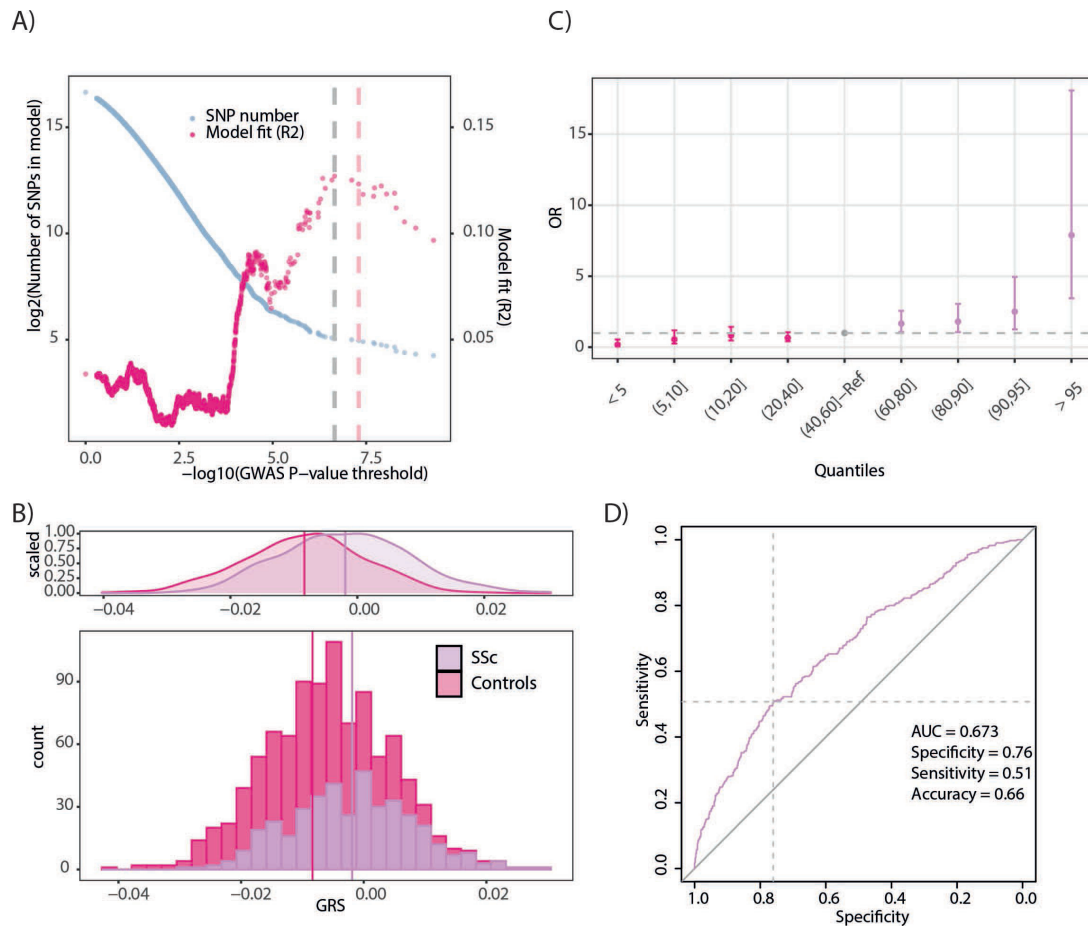 A)
SNP number
Model fit (R2)
log2(Number of SNPs in model)
15
10
5
0.15
0.10
0.05
Model fit (R2)
0.0 2.5 5.0 7.5
−log10(GWAS P−value threshold)
C)
OR
15
10
5
0
< 5
(5,10]
(10,20]
(20,40]
(40,60]−Ref
(60,80]
(80,90]
(90,95]
> 95
Quantiles
B)
scaled
1.00
0.75
0.50
0.25
0.00
−0.04 −0.02 0.00 0.02
SSc
Controls
count
90
60
30
0
−0.04 −0.02 0.00 0.02
GRS
D)
Sensitivity
1.0
0.8
0.6
0.4
0.2
0.0
AUC = 0.673
Specificity = 0.76
Sensitivity = 0.51
Accuracy = 0.66
1.0 0.8 0.6 0.4 0.2 0.0
Specificity